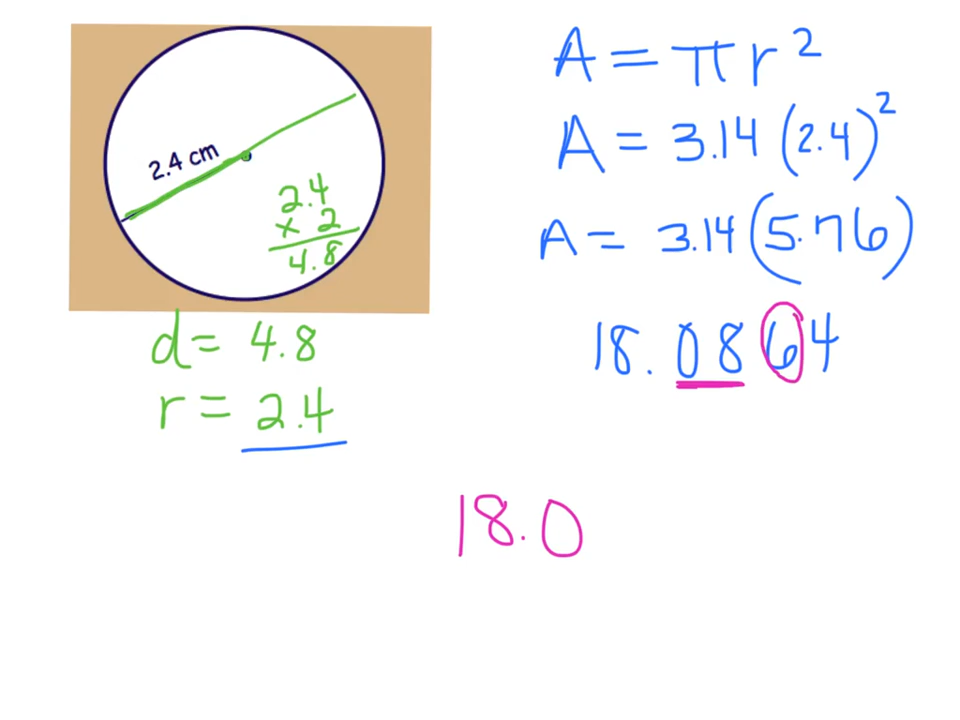 2.4 cm
2.4
x 2
4.8
d = 4.8
r = 2.4
A = πr²
A = 3.14 (2.4)²
A = 3.14 (5.76)
18.0864
18.0